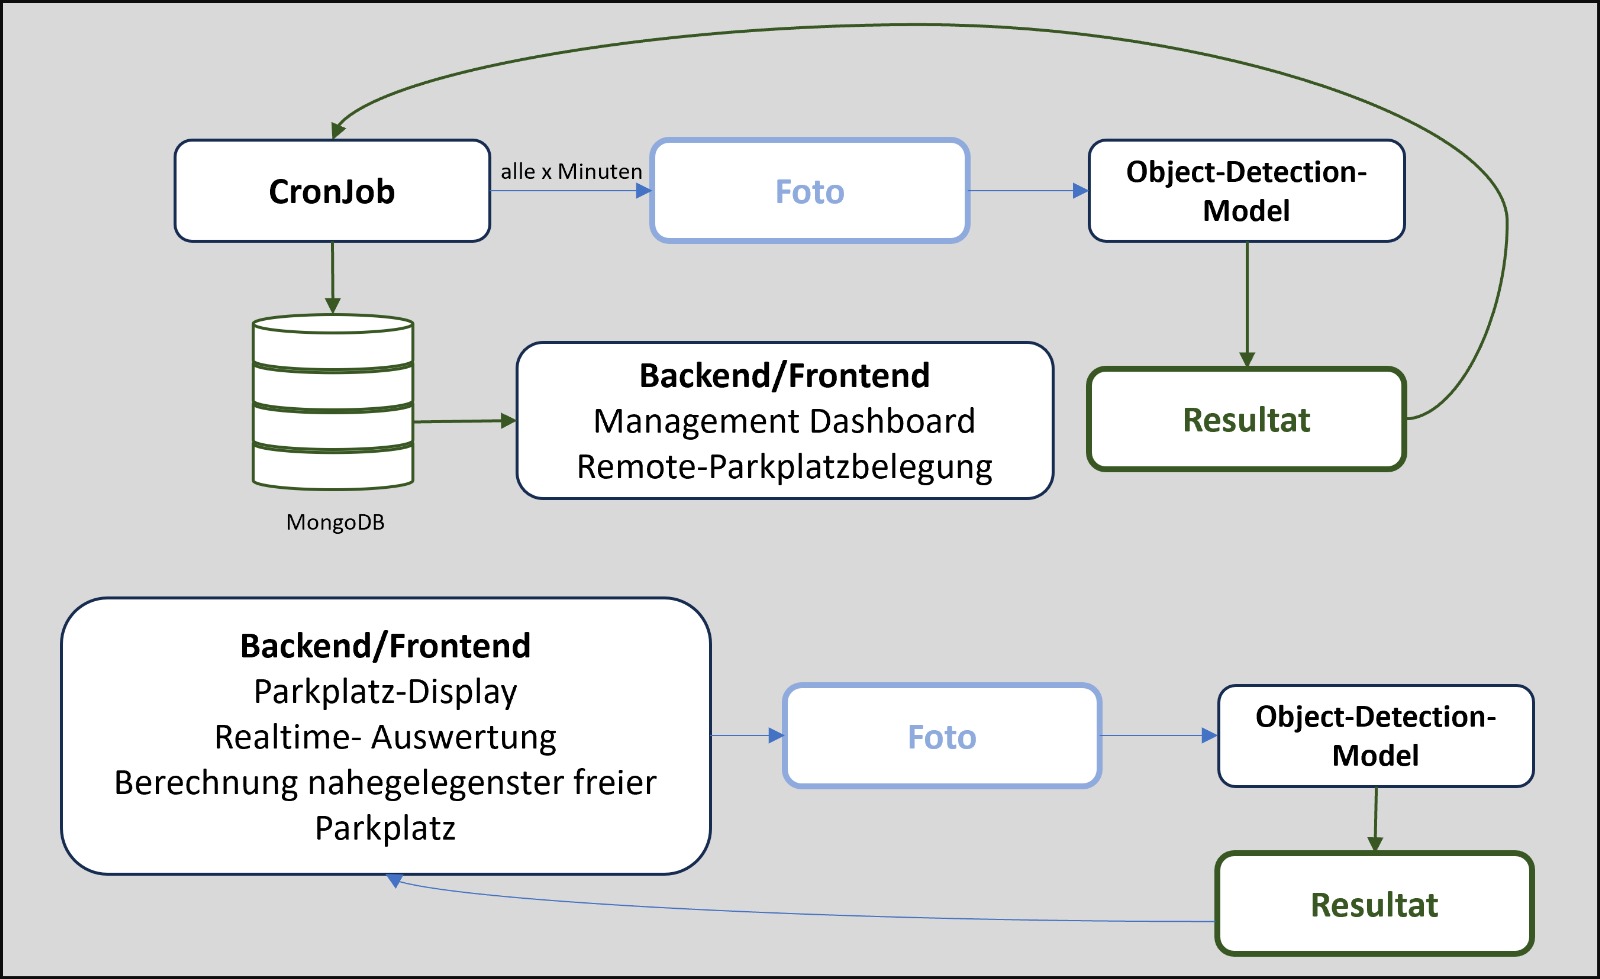 CronJob
alle x Minuten
Foto
Object-Detection-
Model
Backend/Frontend
Management Dashboard
Remote-Parkplatzbelegung
Resultat
MongoDB
Backend/Frontend
Parkplatz-Display
Realtime- Auswertung
Berechnung nahegelegenster freier
Parkplatz
Foto
Object-Detection-
Model
Resultat